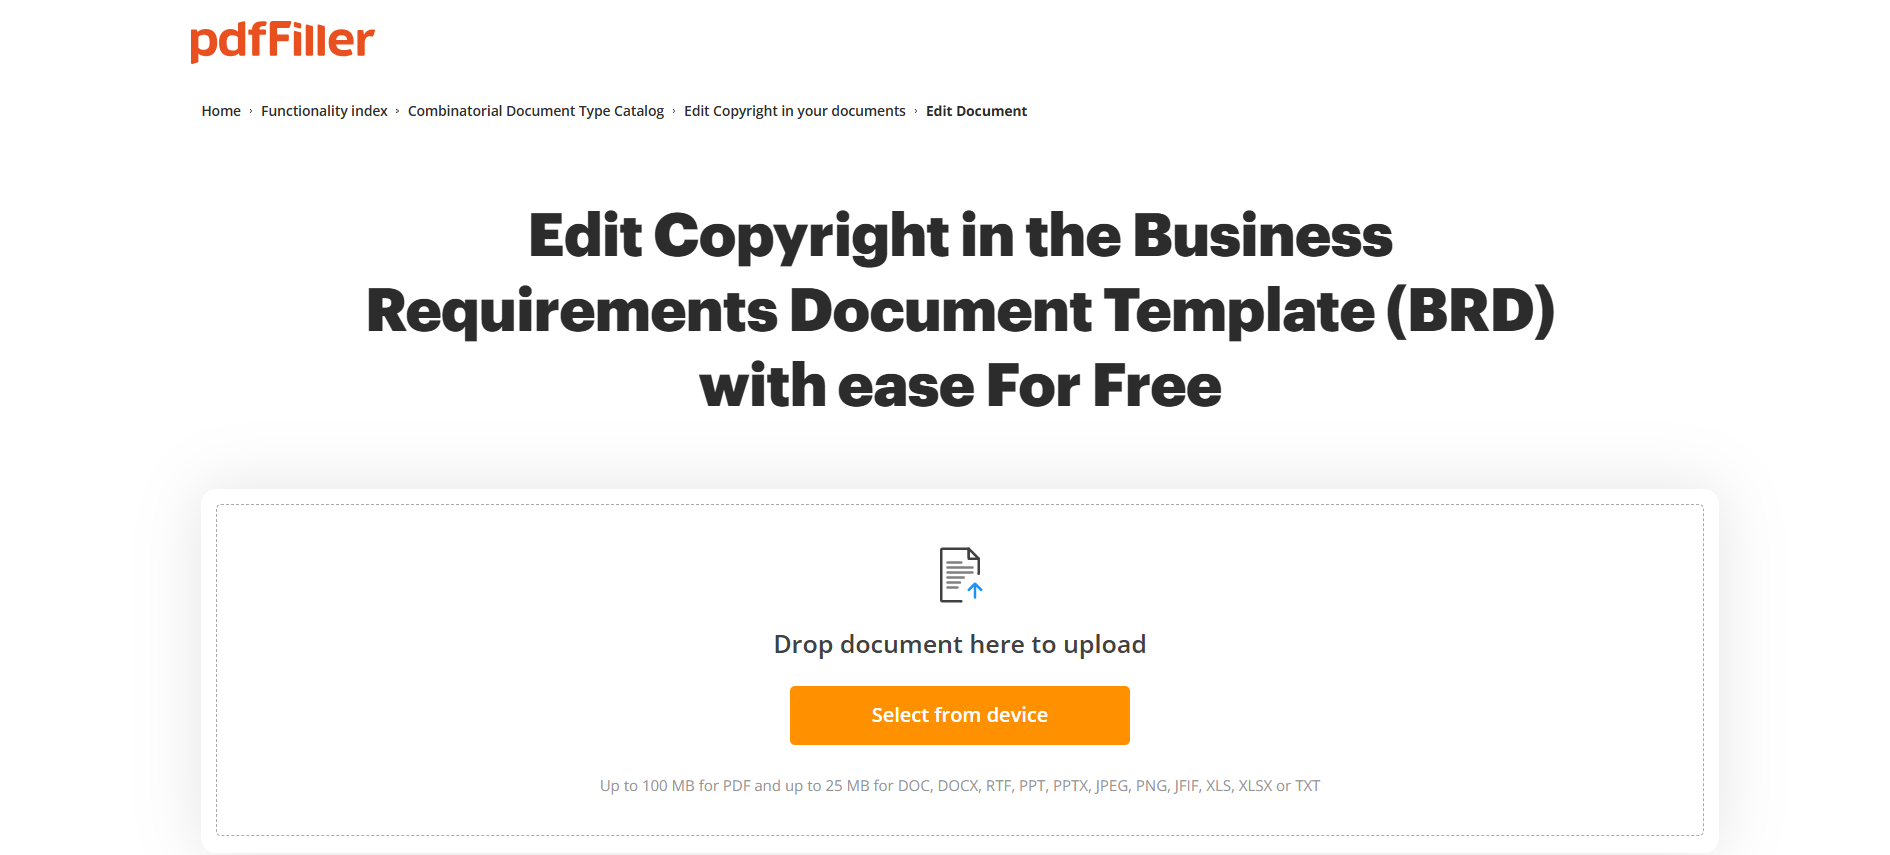 pdfFiller
Home › Functionality index › Combinatorial Document Type Catalog › Edit Copyright in your documents › Edit Document
Edit Copyright in the Business
Requirements Document Template (BRD)
with ease For Free
Drop document here to upload
Select from device
Up to 100 MB for PDF and up to 25 MB for DOC, DOCX, RTF, PPT, PPTX, JPEG, PNG, JFIF, XLS, XLSX or TXT